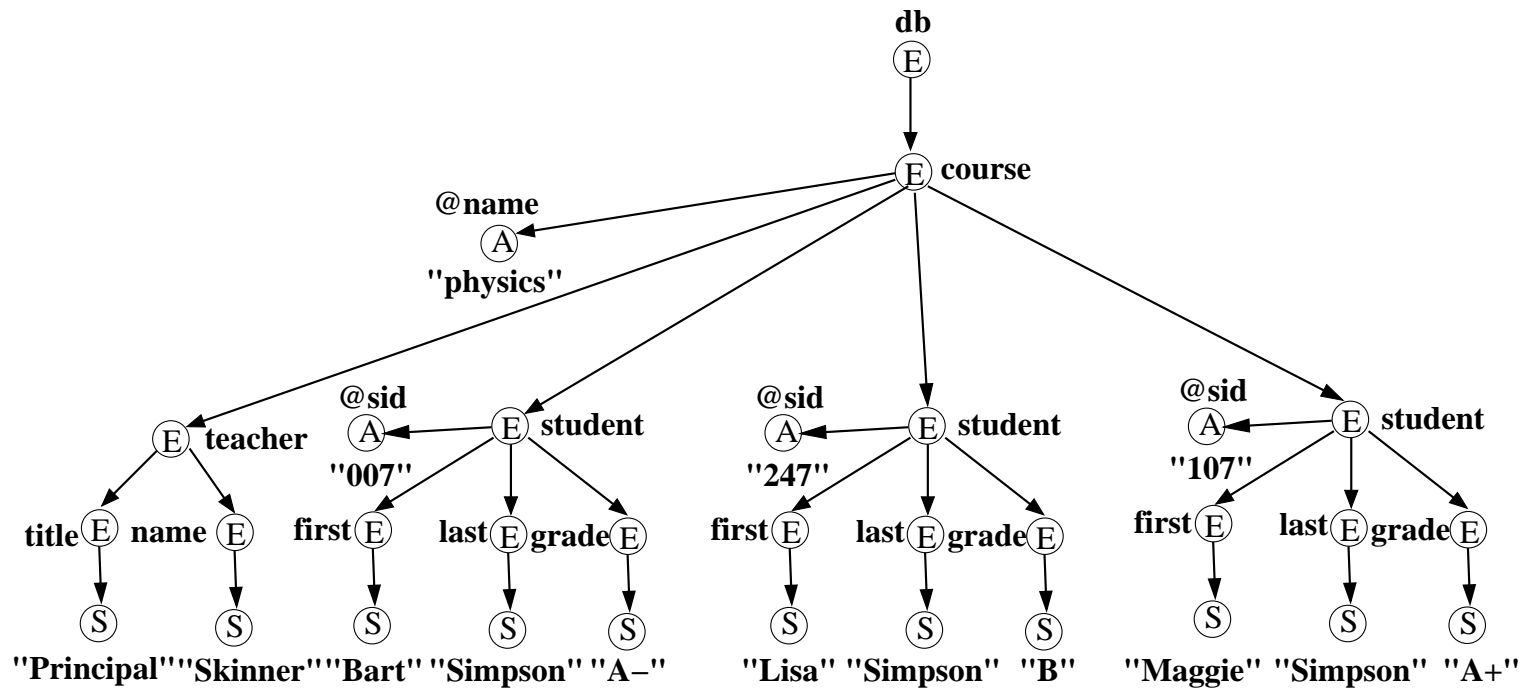 db
E
E course
@name
A
"physics"
@sid @sid @sid
E teacher A E student A E student A E student
"007" "247" "107"
title E name E first E last E grade E first E last E grade E first E last E grade E
S S S S S S S S S S S
"Principal" "Skinner" "Bart" "Simpson" "A−" "Lisa" "Simpson" "B" "Maggie" "Simpson" "A+"